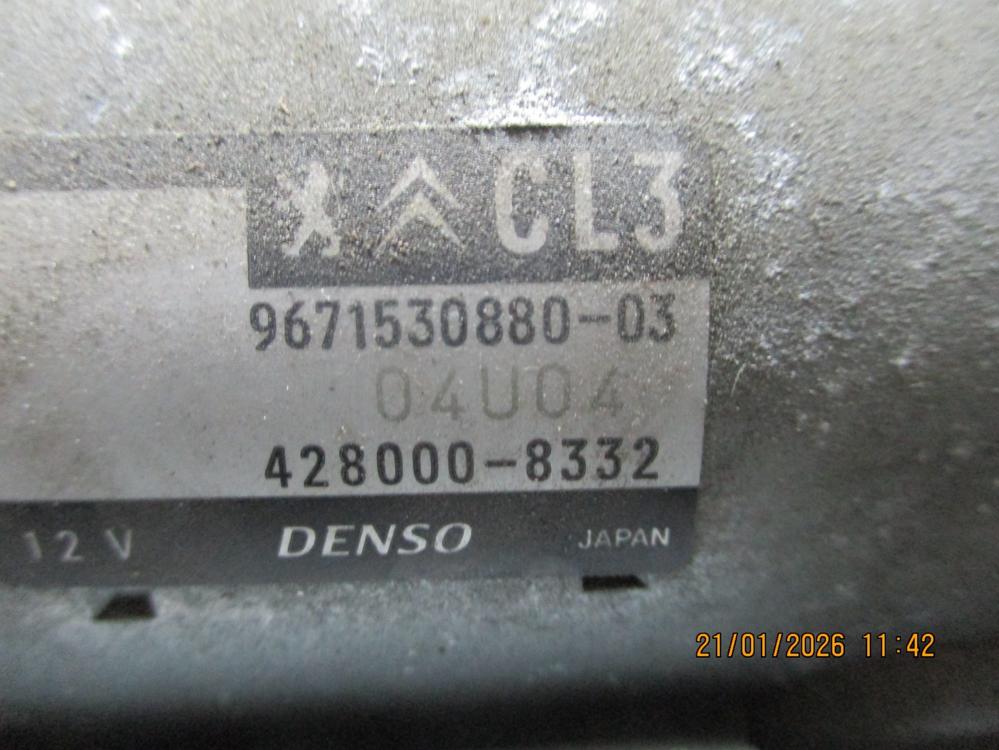 CL3
9671530880-03
04U04
428000-8332
12V DENSO JAPAN
21/01/2026 11:42